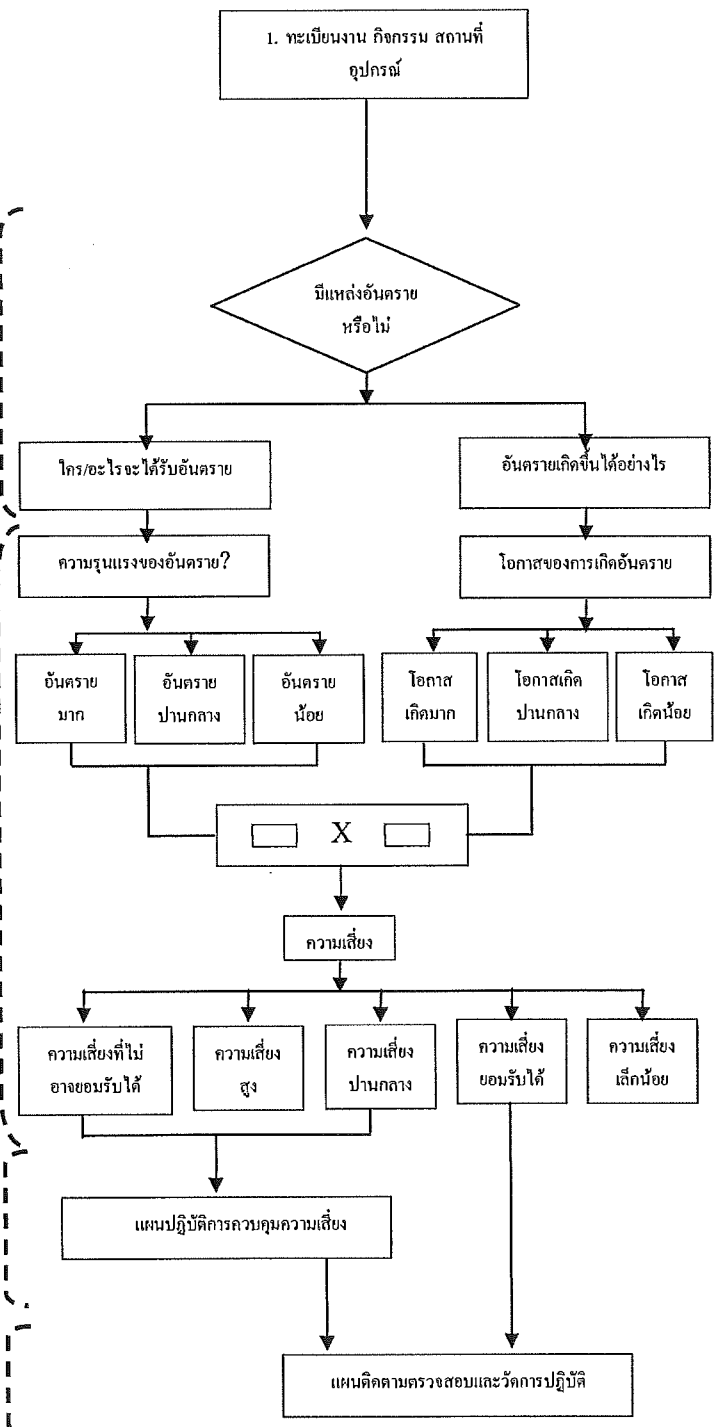 1. ทะเบียนงาน กิจกรรม สถานที่
อุปกรณ์
มีแหล่งอันตราย
หรือไม่
ใคร/อะไรจะได้รับอันตราย
อันตรายเกิดขึ้นได้อย่างไร
ความรุนแรงของอันตราย?
โอกาสของการเกิดอันตราย
อันตราย
มาก
อันตราย
ปานกลาง
อันตราย
น้อย
โอกาส
เกิดมาก
โอกาสเกิด
ปานกลาง
โอกาส
เกิดน้อย
X
ความเสี่ยง
ความเสี่ยงที่ไม่
อาจยอมรับได้
ความเสี่ยง
สูง
ความเสี่ยง
ปานกลาง
ความเสี่ยง
ยอมรับได้
ความเสี่ยง
เล็กน้อย
แผนปฏิบัติการควบคุมความเสี่ยง
แผนติดตามตรวจสอบและวัดการปฏิบัติ